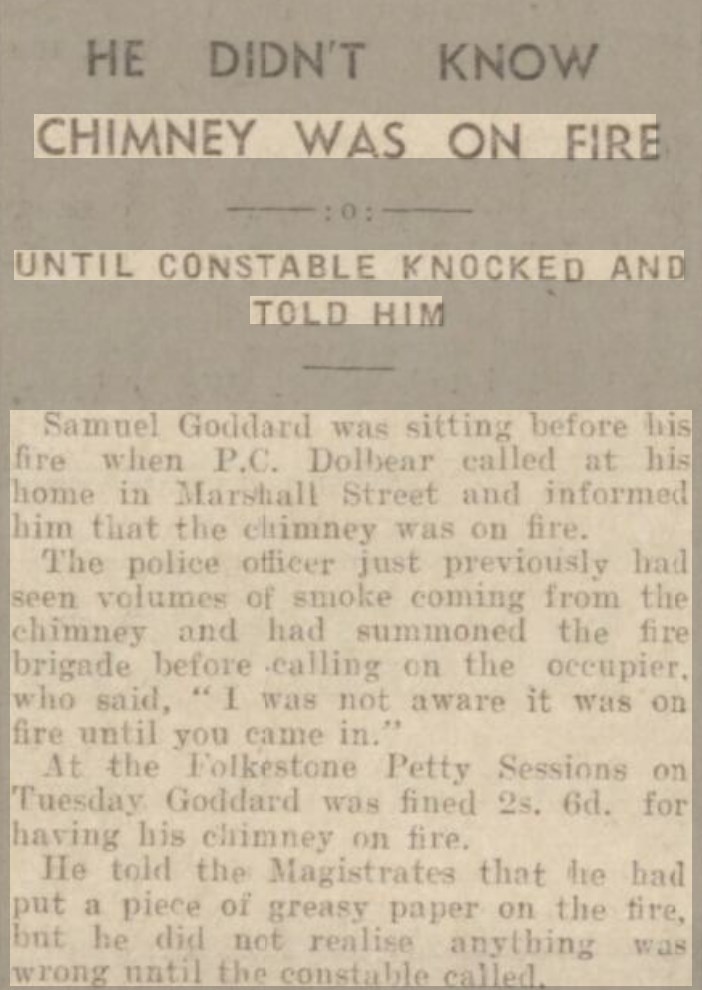 HE DIDN'T KNOW
CHIMNEY WAS ON FIRE
:o:
UNTIL CONSTABLE KNOCKED AND
TOLD HIM
Samuel Goddard was sitting before his
fire when P.C. Dolbear called at his
home in Marshall Street and informed
him that the chimney was on fire.
The police officer just previously had
seen volumes of smoke coming from the
chimney and had summoned the fire
brigade before calling on the occupier,
who said, "I was not aware it was on
fire until you came in."
At the Folkestone Petty Sessions on
Tuesday Goddard was fined 2s. 6d. for
having his chimney on fire.
He told the Magistrates that he had
put a piece of greasy paper on the fire,
but he did not realise anything was
wrong until the constable called.